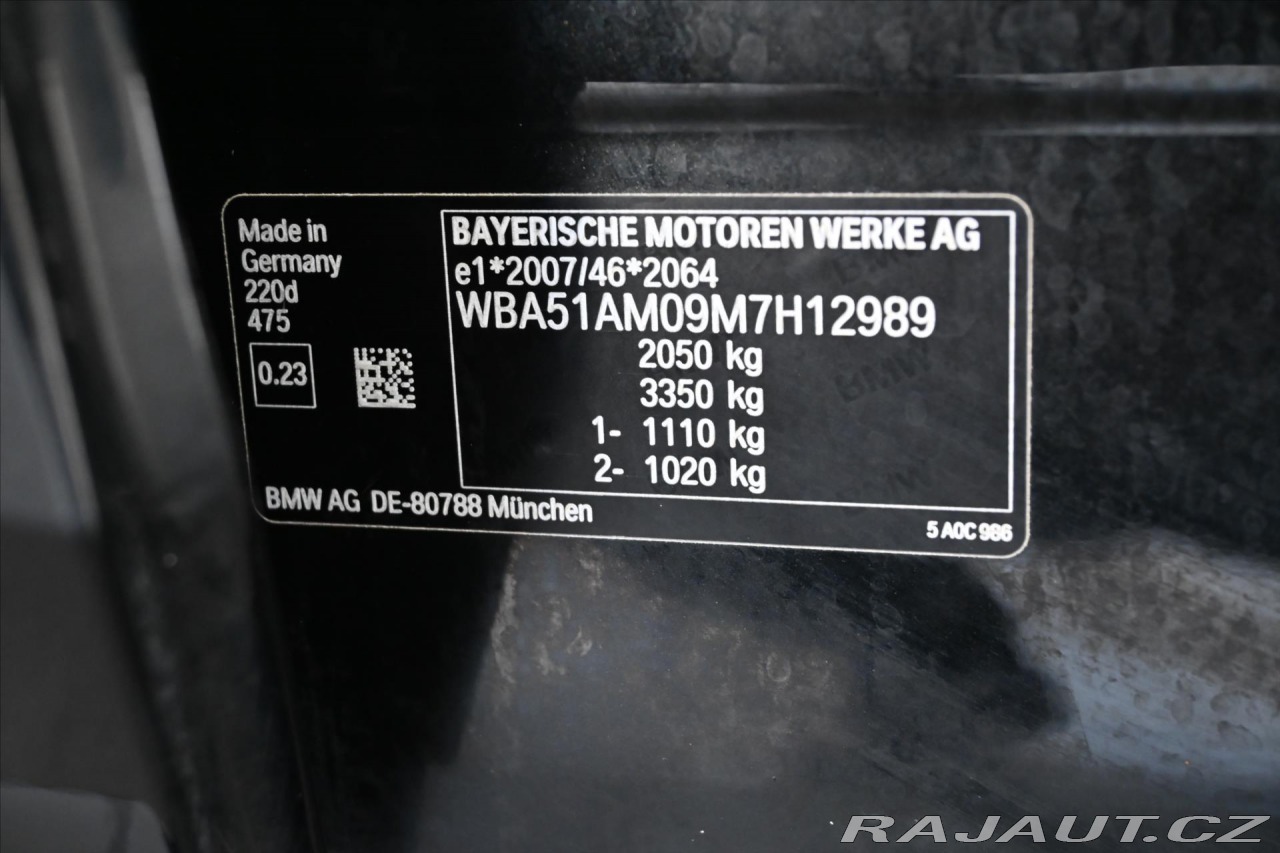 Made in
Germany
220d
475
0.23
BAYERISCHE MOTOREN WERKE AG
e1*2007/46*2064
WBA51AM09M7H12989
2050 kg
3350 kg
1- 1110 kg
2- 1020 kg
BMW AG DE-80788 München
5 A0C 9B6
RAJAUT.CZ